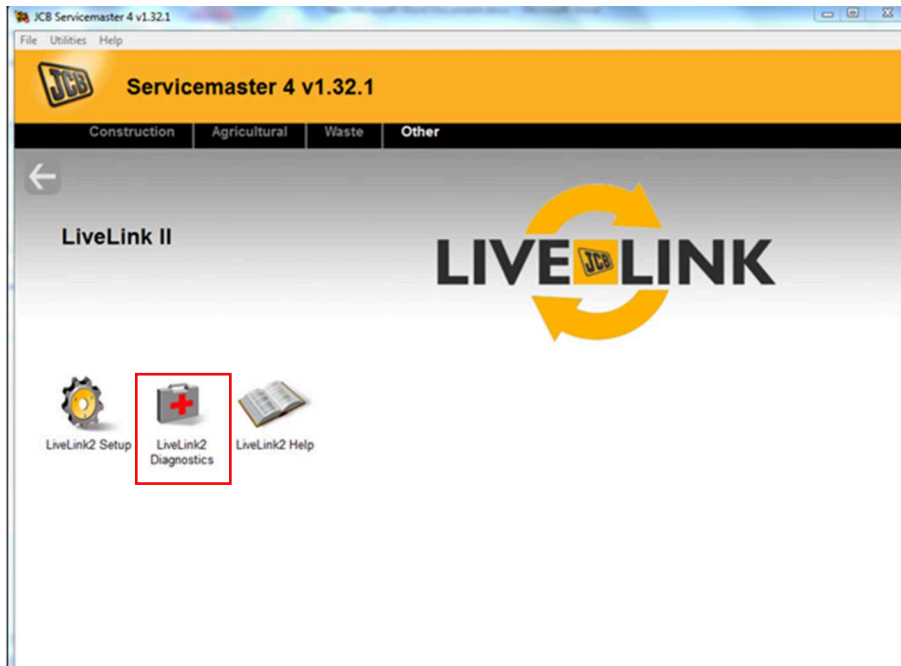 JCB Servicemaster 4 v1.32.1
File Utilities Help
JCB Servicemaster 4 v1.32.1
Construction Agricultural Waste Other
LiveLink II
LIVE JCB LINK
LiveLink2 Setup LiveLink2 Diagnostics LiveLink2 Help